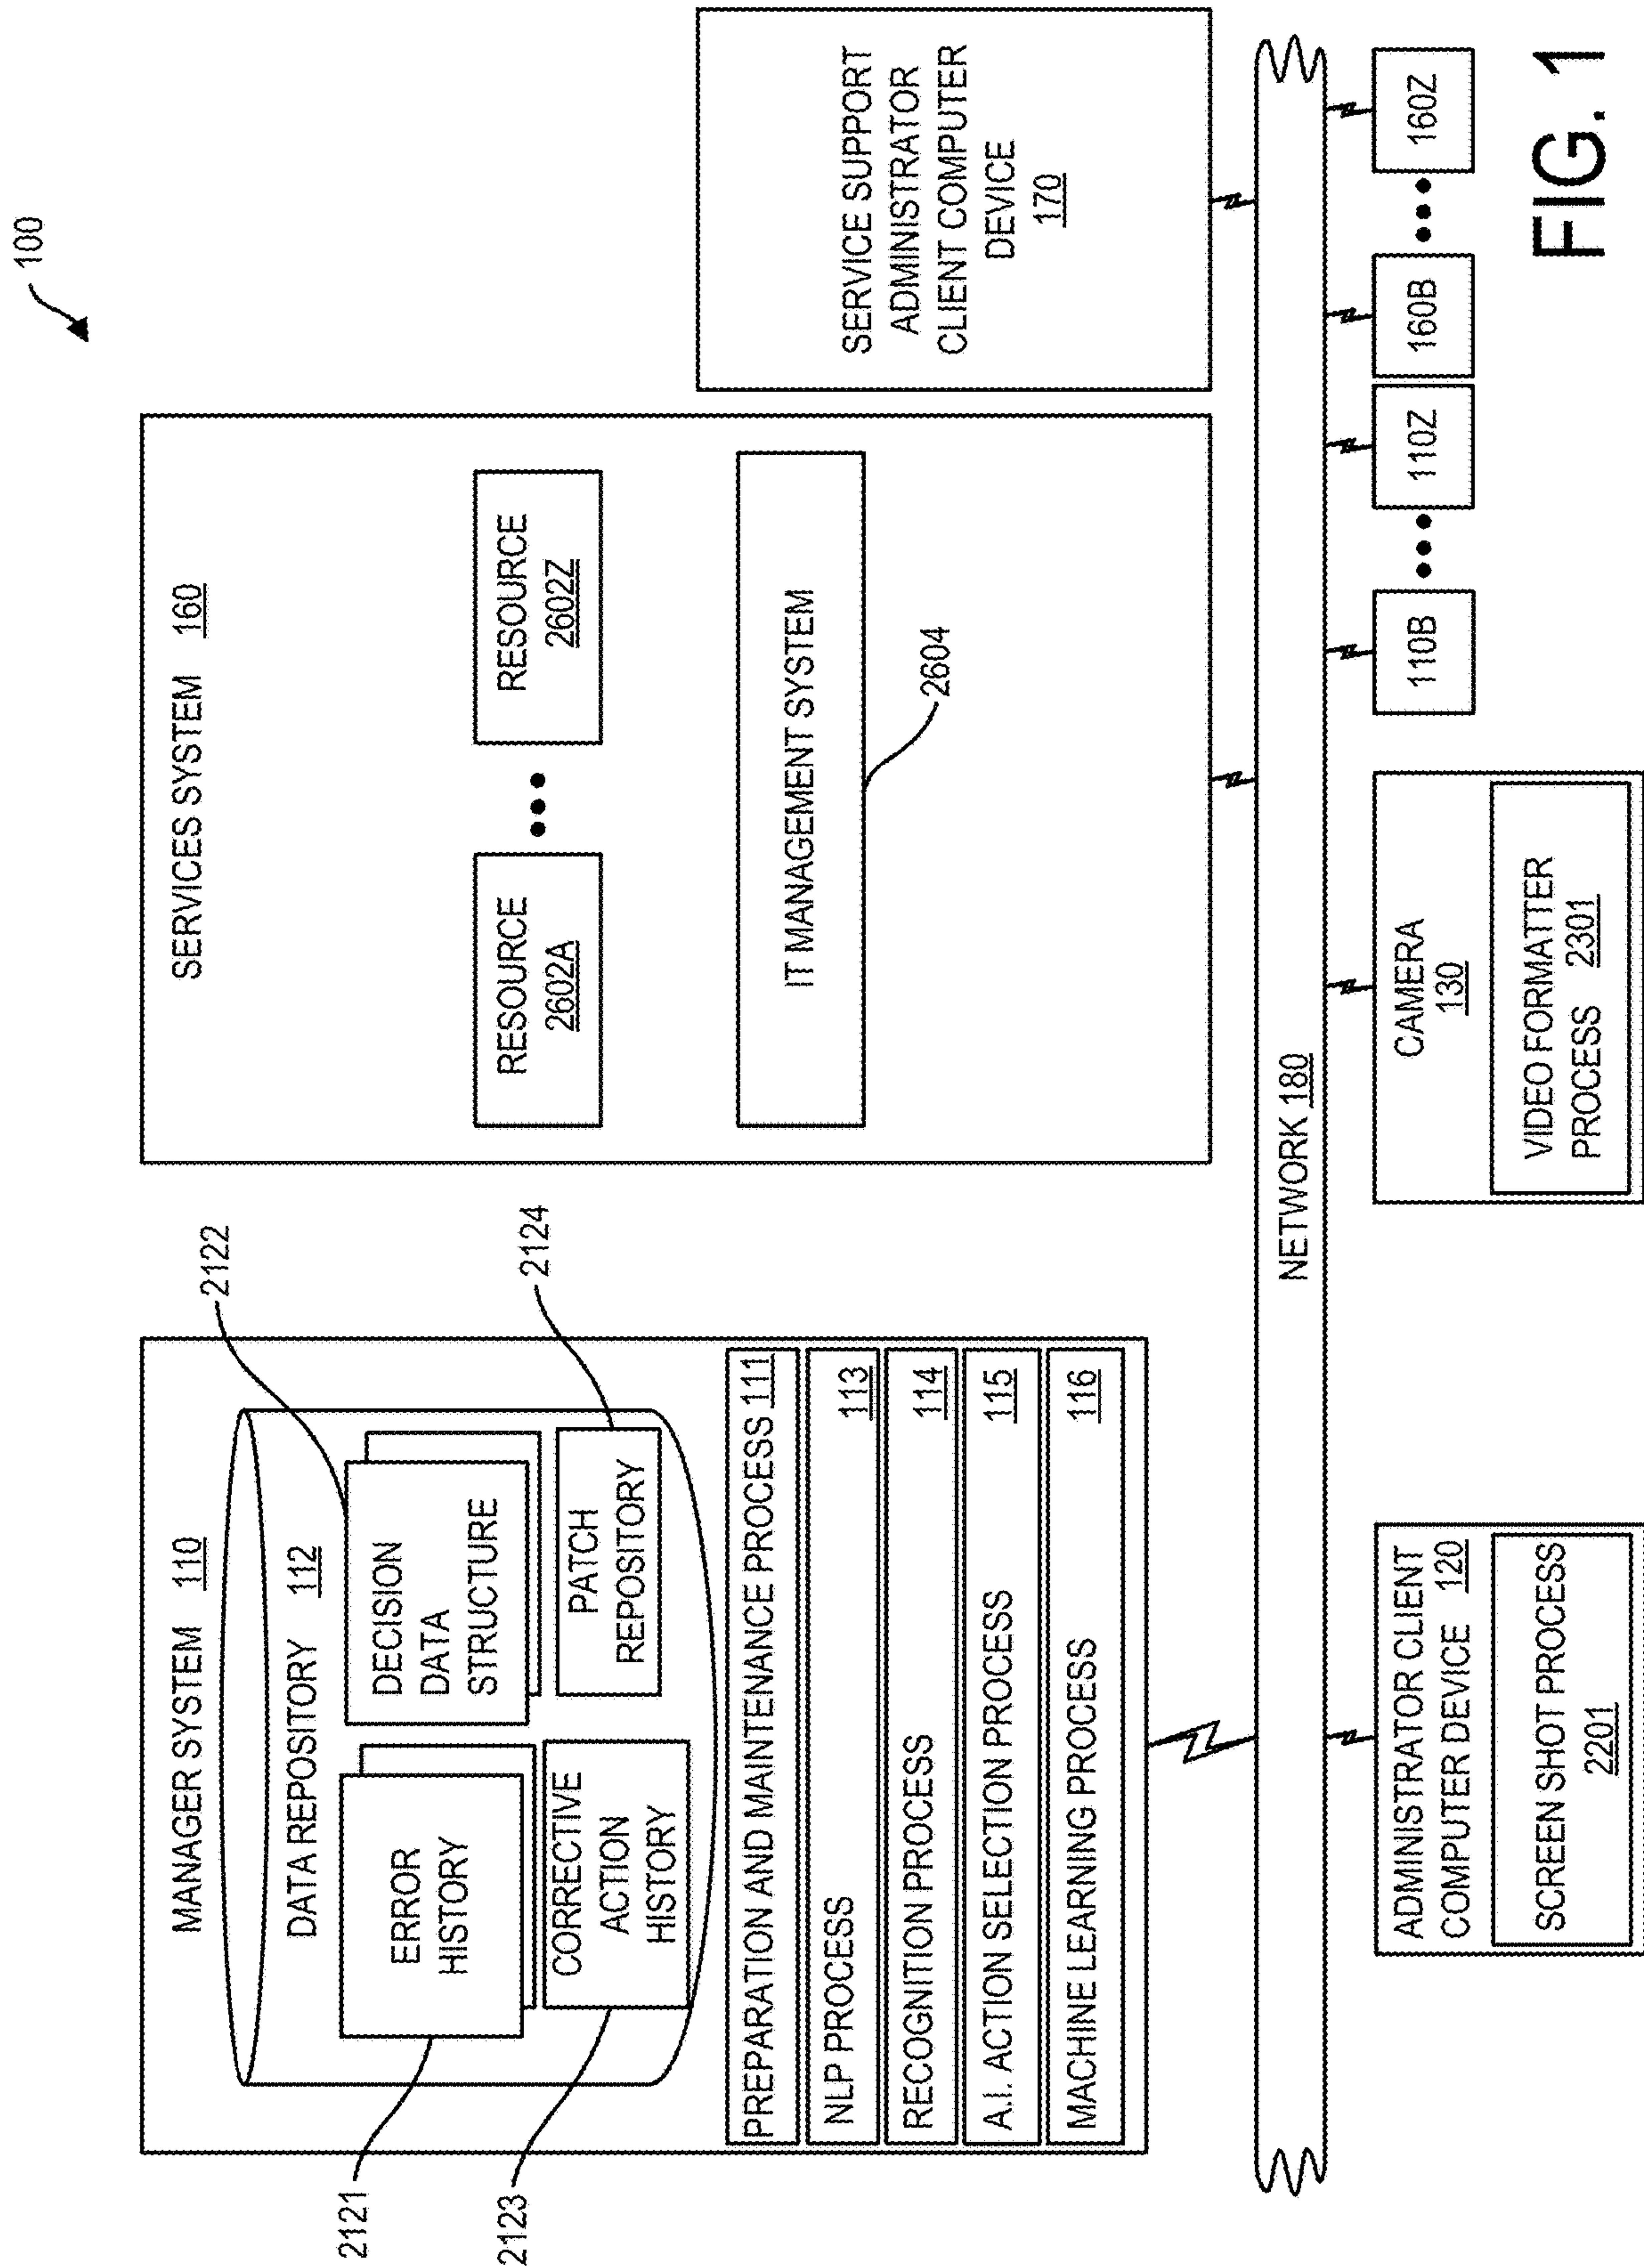 100
MANAGER SYSTEM 110
DATA REPOSITORY 112
ERROR
HISTORY
2121
DECISION
DATA
STRUCTURE
2122
CORRECTIVE
ACTION
HISTORY
2123
PATCH
REPOSITORY
2124
PREPARATION AND MAINTENANCE PROCESS 111
NLP PROCESS 113
RECOGNITION PROCESS 114
A.I. ACTION SELECTION PROCESS 115
MACHINE LEARNING PROCESS 116
SERVICES SYSTEM 160
RESOURCE
2602A
RESOURCE
2602Z
IT MANAGEMENT SYSTEM
2604
SERVICE SUPPORT
ADMINISTRATOR
CLIENT COMPUTER
DEVICE
170
NETWORK 180
ADMINISTRATOR CLIENT
COMPUTER DEVICE 120
SCREEN SHOT PROCESS
2201
CAMERA
130
VIDEO FORMATTER
PROCESS 2301
110B
110Z
160B
160Z
FIG. 1